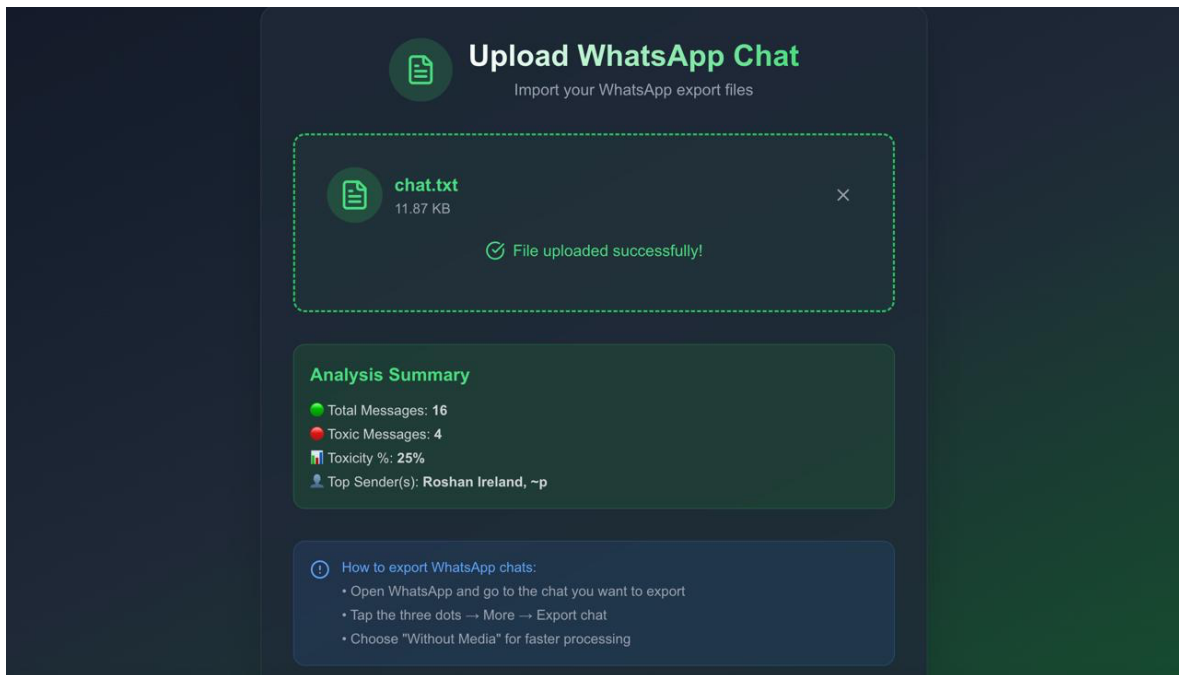 Upload WhatsApp Chat
Import your WhatsApp export files
chat.txt
11.87 KB
File uploaded successfully!
Analysis Summary
Total Messages: 16
Toxic Messages: 4
Toxicity %: 25%
Top Sender(s): Roshan Ireland, ~p
How to export WhatsApp chats:
• Open WhatsApp and go to the chat you want to export
• Tap the three dots → More → Export chat
• Choose "Without Media" for faster processing